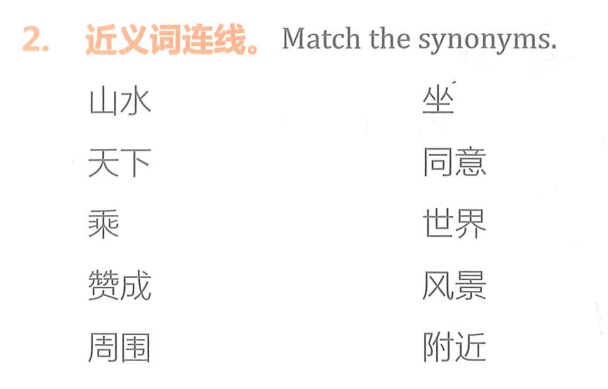 2. 近义词连线。 Match the synonyms.
山水 坐
天下 同意
乘 世界
赞成 风景
周围 附近